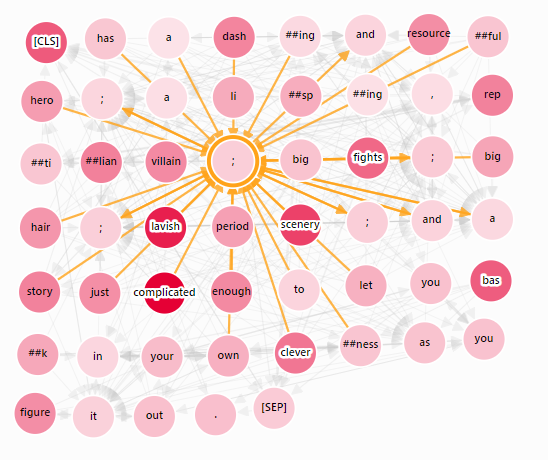 [CLS] has a dash ##ing and resource ##ful
hero ; a li ##sp ##ing , rep
##ti ##lian villain ; big fights ; big
hair ; lavish period scenery ; and a
story just complicated enough to let you bas
##k in your own clever ##ness as you
figure it out . [SEP]